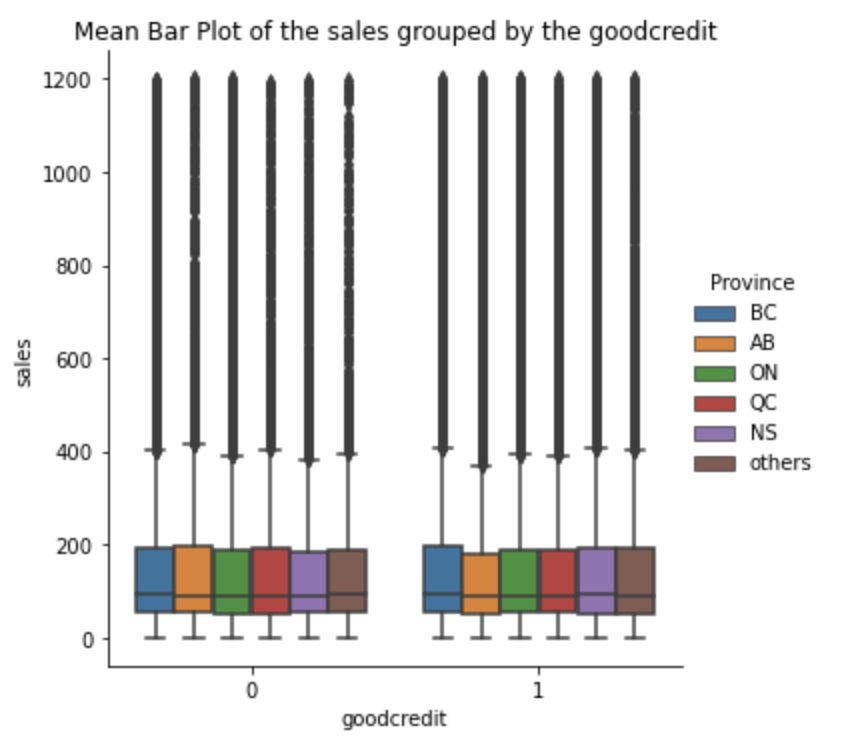 Mean Bar Plot of the sales grouped by the goodcredit
1200
1000
800
600
400
200
0
sales
0
1
goodcredit
Province
BC
AB
ON
QC
NS
others